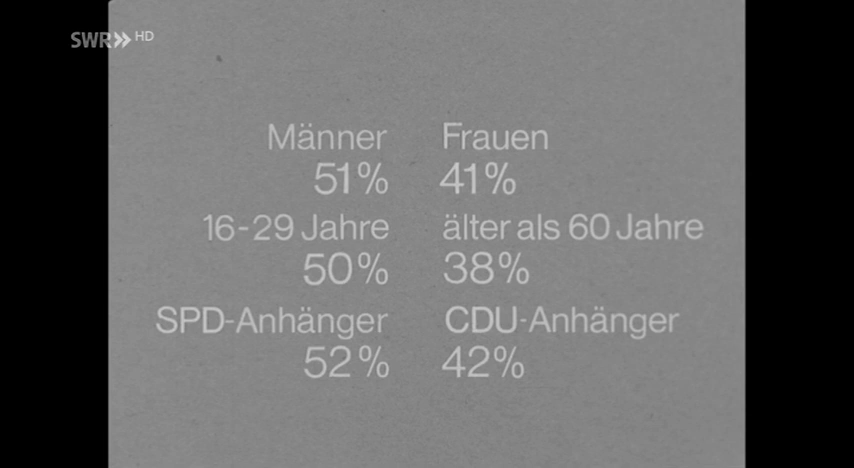 SWR» HD
Männer Frauen
51% 41%
16-29 Jahre älter als 60 Jahre
50% 38%
SPD-Anhänger CDU-Anhänger
52% 42%